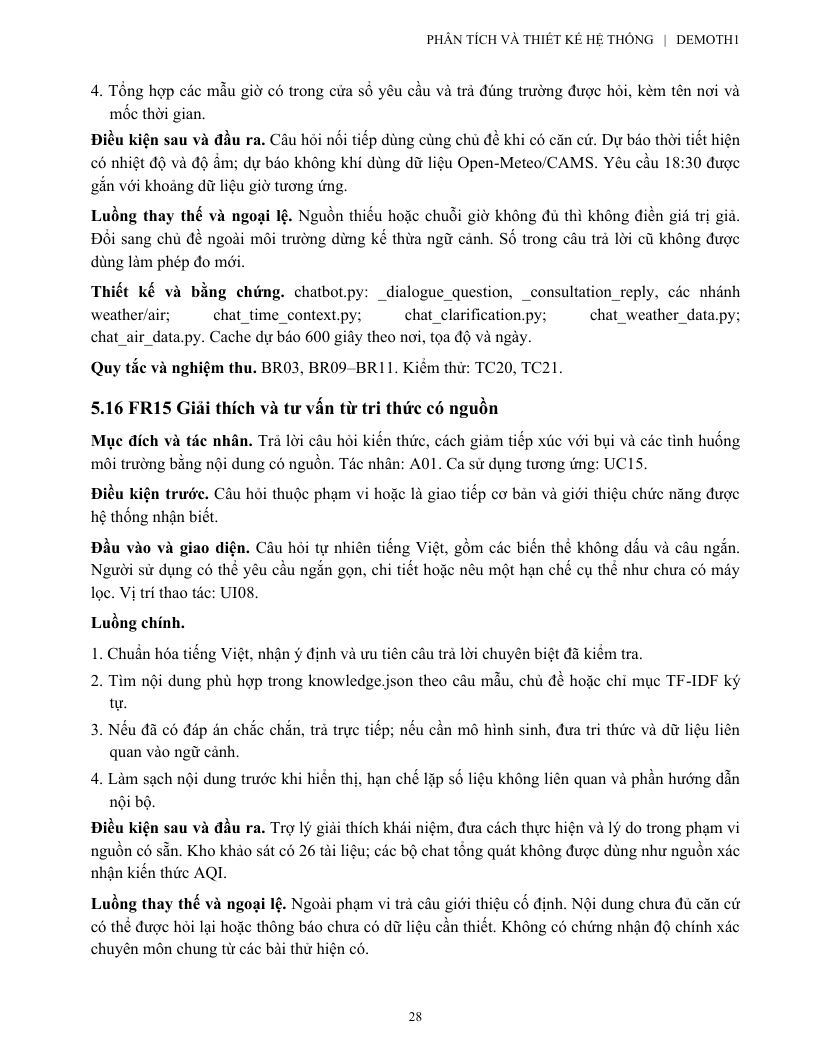 PHÂN TÍCH VÀ THIẾT KẾ HỆ THỐNG | DEMOTH1
4. Tổng hợp các mẫu giờ có trong cửa sổ yêu cầu và trả đúng trường được hỏi, kèm tên nơi và
mốc thời gian.
Điều kiện sau và đầu ra. Câu hỏi nối tiếp dùng cùng chủ đề khi có căn cứ. Dự báo thời tiết hiện
có nhiệt độ và độ ẩm; dự báo không khí dùng dữ liệu Open-Meteo/CAMS. Yêu cầu 18:30 được
gắn với khoảng dữ liệu giờ tương ứng.
Luồng thay thế và ngoại lệ. Nguồn thiếu hoặc chuỗi giờ không đủ thì không điền giá trị giả.
Đổi sang chủ đề ngoài môi trường dừng kế thừa ngữ cảnh. Số trong câu trả lời cũ không được
dùng làm phép đo mới.
Thiết kế và bằng chứng. chatbot.py: _dialogue_question, _consultation_reply, các nhánh
weather/air; chat_time_context.py; chat_clarification.py; chat_weather_data.py;
chat_air_data.py. Cache dự báo 600 giây theo nơi, tọa độ và ngày.
Quy tắc và nghiệm thu. BR03, BR09–BR11. Kiểm thử: TC20, TC21.
5.16 FR15 Giải thích và tư vấn từ tri thức có nguồn
Mục đích và tác nhân. Trả lời câu hỏi kiến thức, cách giảm tiếp xúc với bụi và các tình huống
môi trường bằng nội dung có nguồn. Tác nhân: A01. Ca sử dụng tương ứng: UC15.
Điều kiện trước. Câu hỏi thuộc phạm vi hoặc là giao tiếp cơ bản và giới thiệu chức năng được
hệ thống nhận biết.
Đầu vào và giao diện. Câu hỏi tự nhiên tiếng Việt, gồm các biến thể không dấu và câu ngắn.
Người sử dụng có thể yêu cầu ngắn gọn, chi tiết hoặc nêu một hạn chế cụ thể như chưa có máy
lọc. Vị trí thao tác: UI08.
Luồng chính.
1. Chuẩn hóa tiếng Việt, nhận ý định và ưu tiên câu trả lời chuyên biệt đã kiểm tra.
2. Tìm nội dung phù hợp trong knowledge.json theo câu mẫu, chủ đề hoặc chỉ mục TF-IDF ký
tự.
3. Nếu đã có đáp án chắc chắn, trả trực tiếp; nếu cần mô hình sinh, đưa tri thức và dữ liệu liên
quan vào ngữ cảnh.
4. Làm sạch nội dung trước khi hiển thị, hạn chế lặp số liệu không liên quan và phần hướng dẫn
nội bộ.
Điều kiện sau và đầu ra. Trợ lý giải thích khái niệm, đưa cách thực hiện và lý do trong phạm vi
nguồn có sẵn. Kho khảo sát có 26 tài liệu; các bộ chat tổng quát không được dùng như nguồn xác
nhận kiến thức AQI.
Luồng thay thế và ngoại lệ. Ngoài phạm vi trả câu giới thiệu cố định. Nội dung chưa đủ căn cứ
có thể được hỏi lại hoặc thông báo chưa có dữ liệu cần thiết. Không có chứng nhận độ chính xác
chuyên môn chung từ các bài thử hiện có.
28